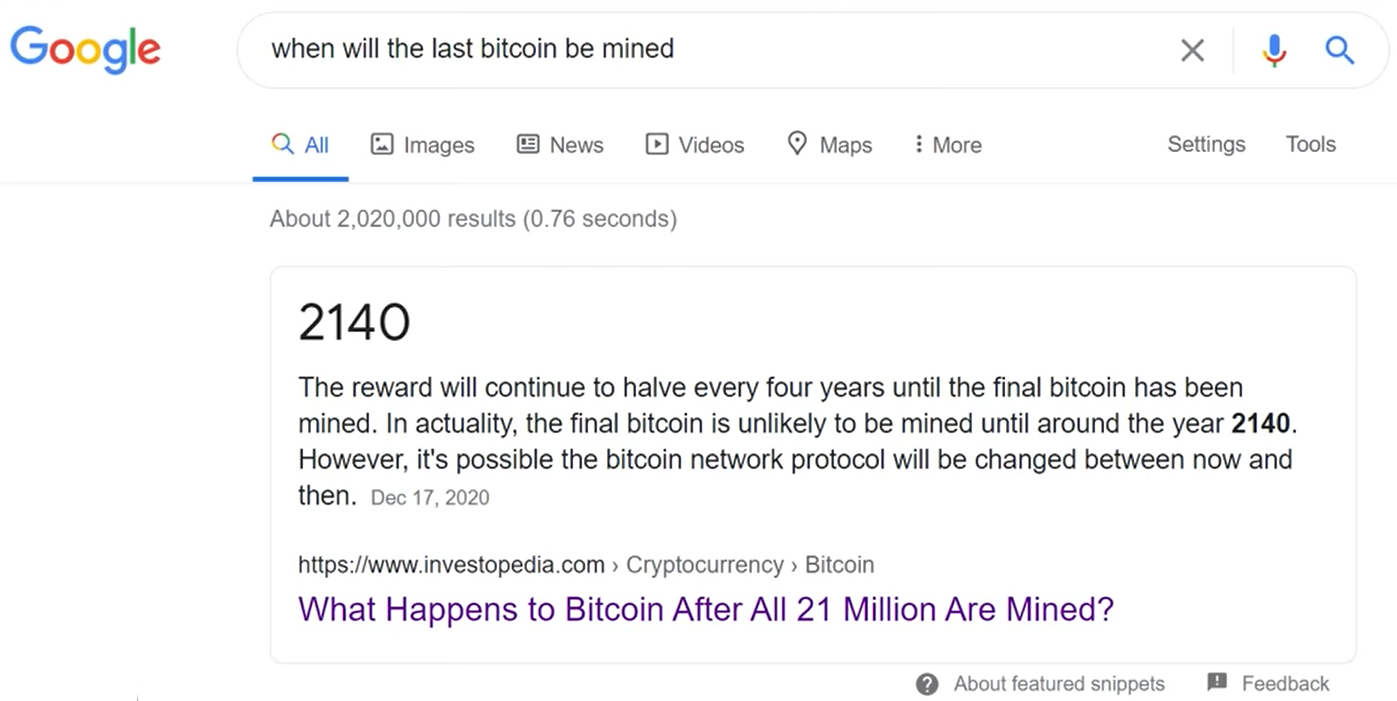 Google
when will the last bitcoin be mined
All Images News Videos Maps More Settings Tools
About 2,020,000 results (0.76 seconds)
2140
The reward will continue to halve every four years until the final bitcoin has been
mined. In actuality, the final bitcoin is unlikely to be mined until around the year 2140.
However, it's possible the bitcoin network protocol will be changed between now and
then. Dec 17, 2020
https://www.investopedia.com › Cryptocurrency › Bitcoin
What Happens to Bitcoin After All 21 Million Are Mined?
About featured snippets Feedback